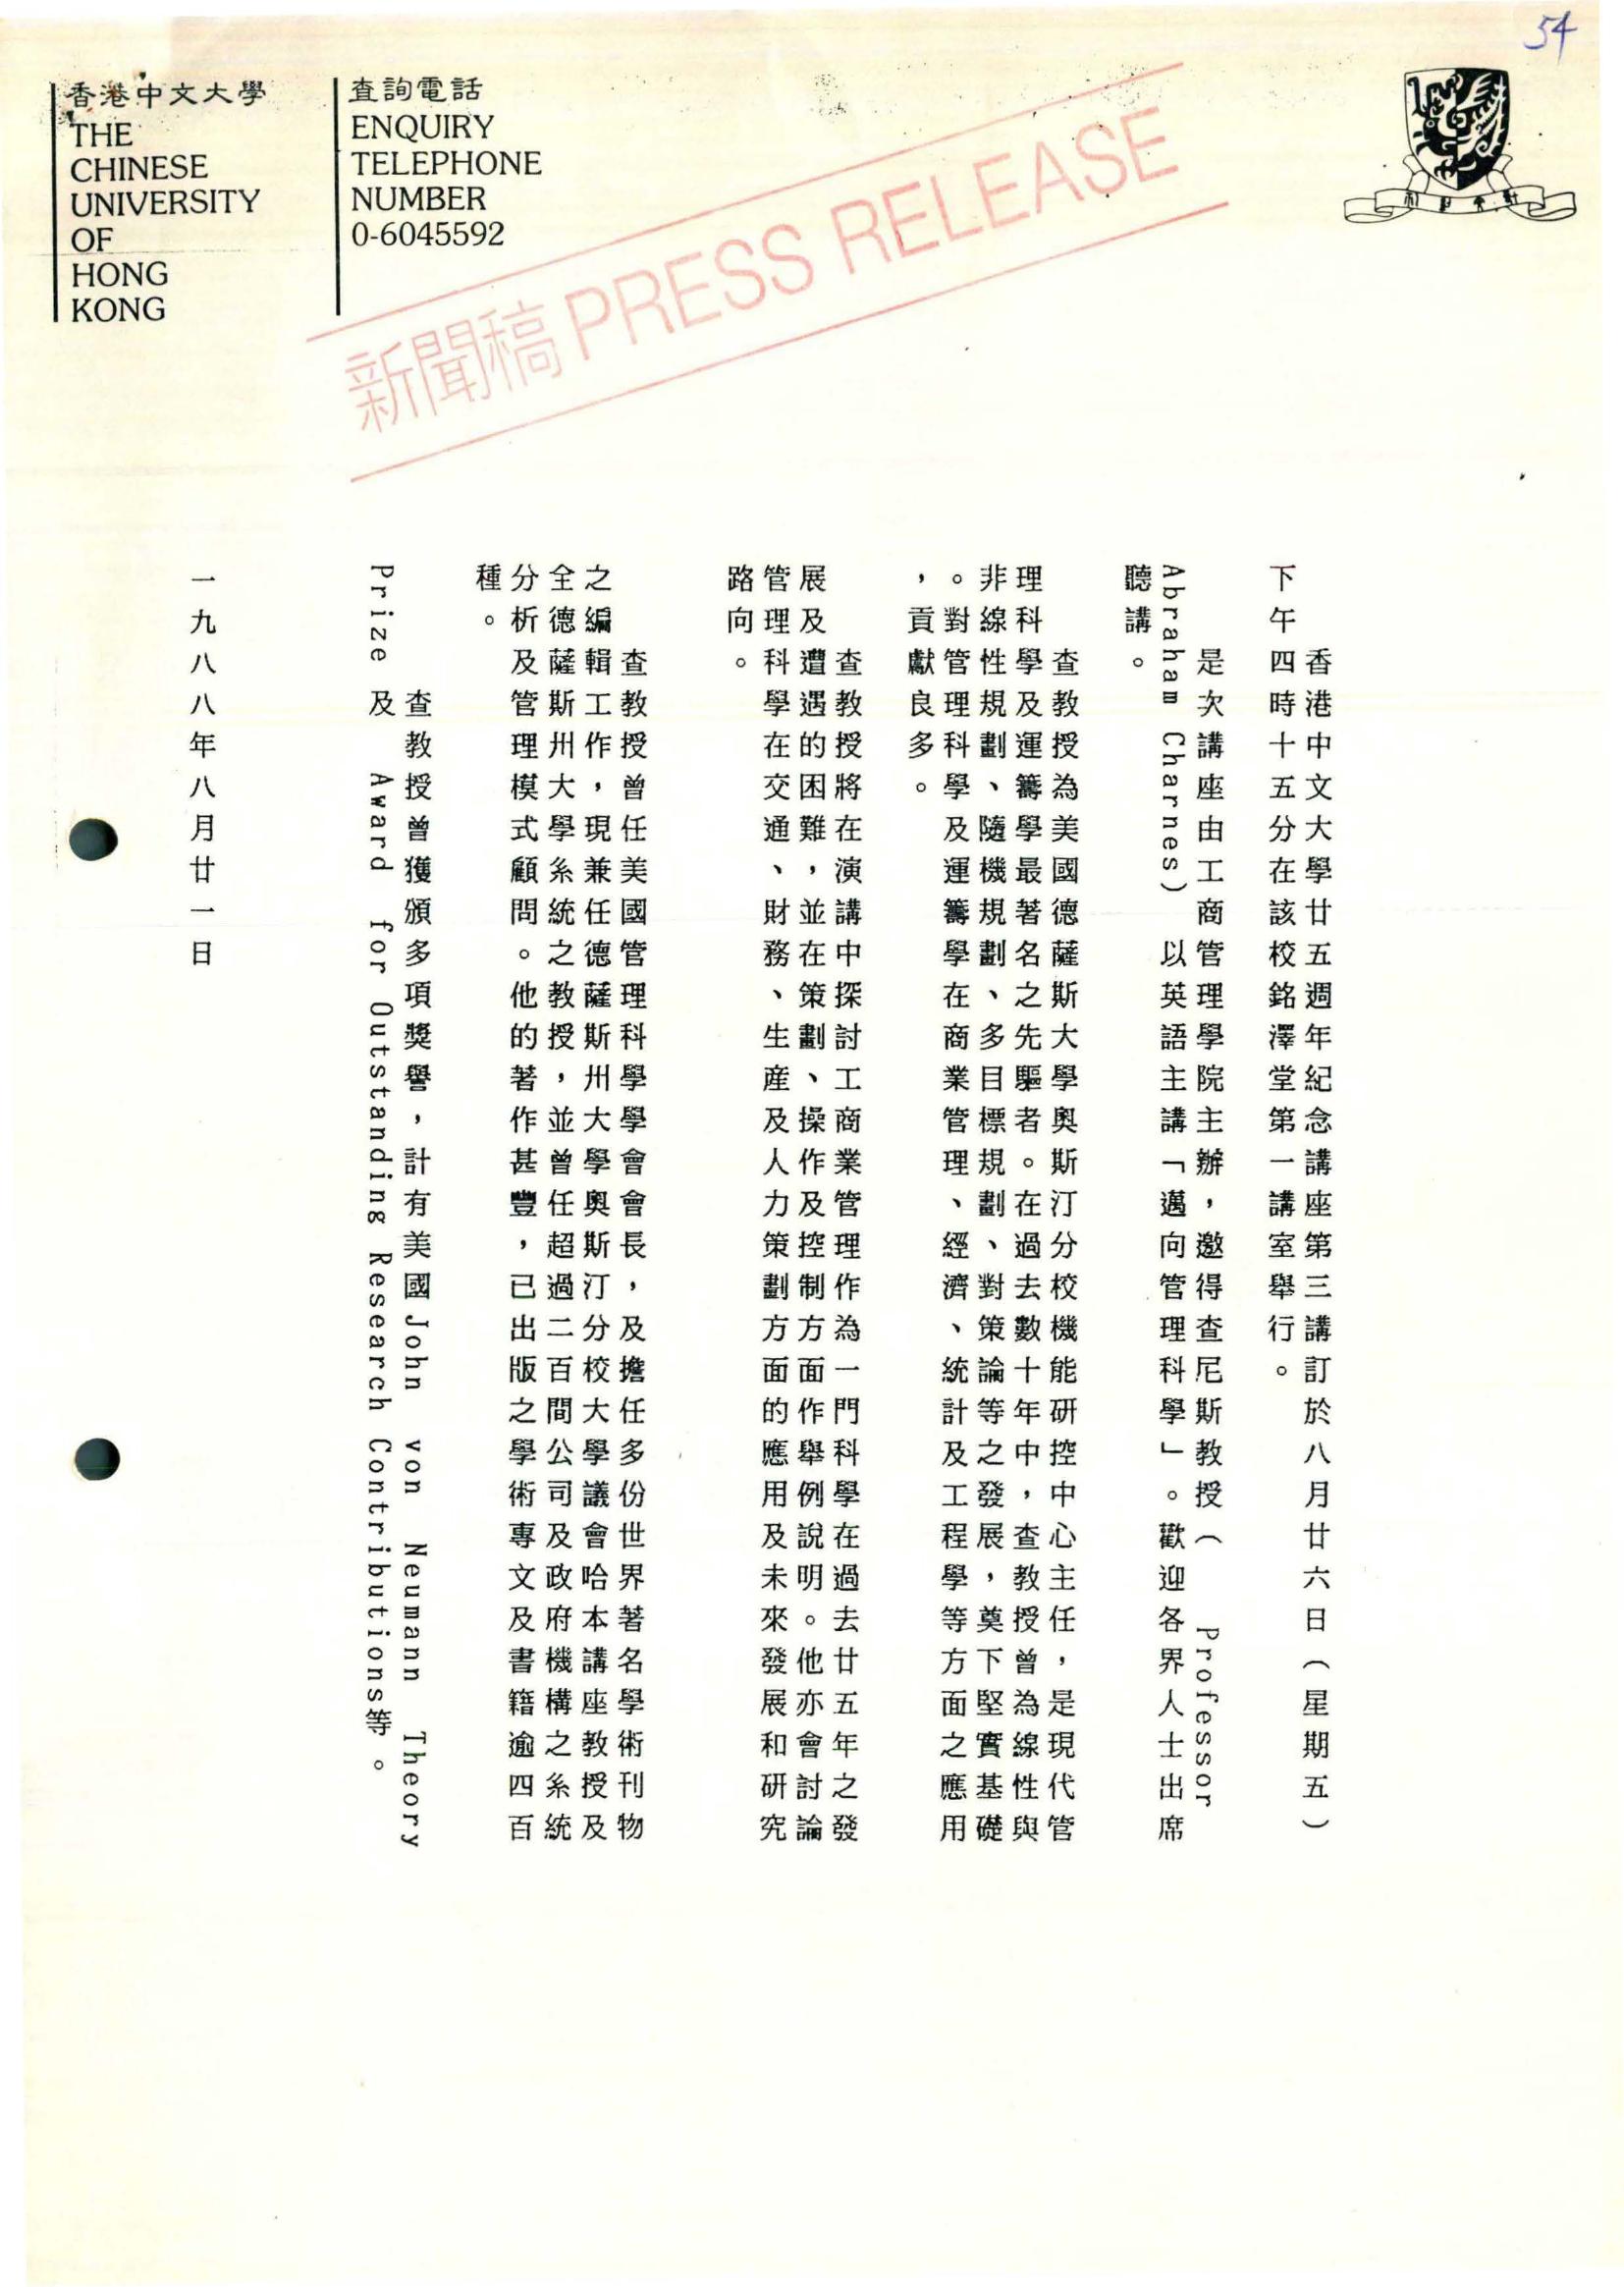 54
香港中文大學
THE
CHINESE
UNIVERSITY
OF
HONG
KONG
查詢電話
ENQUIRY
TELEPHONE
NUMBER
0-6045592
新聞稿 PRESS RELEASE
香港中文大學廿五週年紀念講座第三講訂於八月廿六日（星期五）
下午四時十五分在該校銘澤堂第一講室舉行。
是次講座由工商管理學院主辦，邀得查尼斯教授（Professor
Abraham Charnes）以英語主講「邁向管理科學」。歡迎各界人士出席
聽講。
查教授為美國德薩斯大學奧斯汀分校機能研控中心主任，是現代管
理科學及運籌學最著名之先驅者。在過去數十年中，查教授曾為線性與
非線性規劃、隨機規劃、多目標規劃、對策論等之發展，奠下堅實基礎
。對管理科學及運籌學在商業管理、經濟、統計及工程學等方面之應用
，貢獻良多。
查教授將在演講中探討工商業管理作為一門科學在過去廿五年之發
展及遭遇的困難，並在策劃、操作及控制方面作舉例說明。他亦會討論
管理科學在交通、財務、生產及人力策劃方面的應用及未來發展和研究
路向。
查教授曾任美國管理科學學會會長，及擔任多份世界著名學術刊物
之編輯工作，現兼任德薩斯州大學奧斯汀分校大學議會哈本講座教授及
全德薩斯州大學系統之教授，並曾任超過二百間公司及政府機構之系統
分析及管理模式顧問。他的著作甚豐，已出版之學術專文及書籍逾四百
種。
查教授曾獲頒多項獎譽，計有美國John von Neumann Theory
Prize 及 Award for Outstanding Research Contributions等。
一九八八年八月廿一日